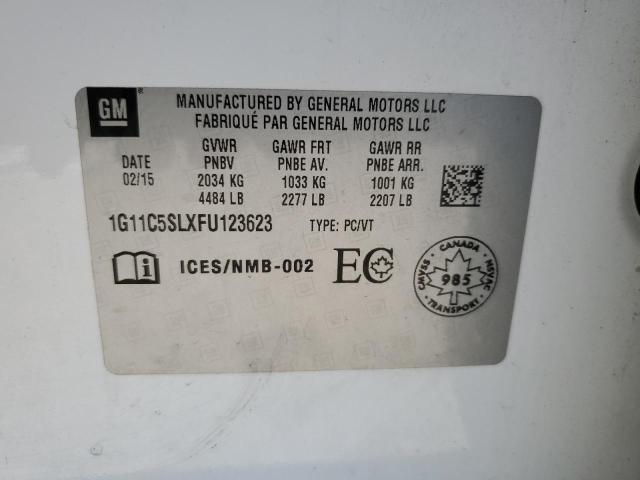 GM
MANUFACTURED BY GENERAL MOTORS LLC
FABRIQUÉ PAR GENERAL MOTORS LLC
DATE GVWR GAWR FRT GAWR RR
02/15 PNBV PNBE AV. PNBE ARR.
2034 KG 1033 KG 1001 KG
4484 LB 2277 LB 2207 LB
1G11C5SLXFU123623 TYPE: PC/VT
i ICES/NMB-002 EC
CANADA
CMVSS 985 NSVAC
TRANSPORT